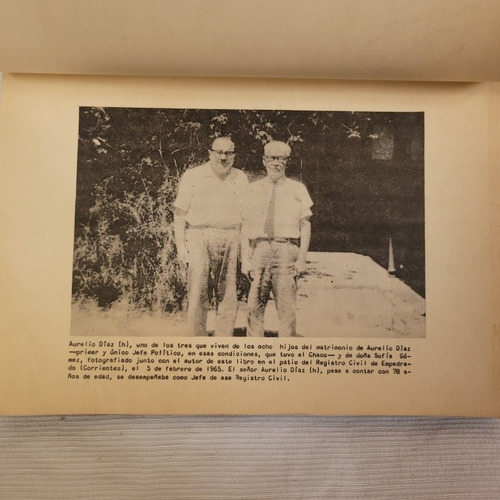 Aurelio Díaz (h), uno de los tres que viven de los ocho hijos del matrimonio de Aurelio Díaz
—primer y único Jefe Político, en esas condiciones, que tuvo el Chaco— y de doña Sofía Gó-
mez, fotografiado junto con el autor de este libro en el patio del Registro Civil de Empedra-
do (Corrientes), el 5 de febrero de 1965. El señor Aurelio Díaz (h), pese a contar con 78 a-
ños de edad, se desempeñaba como Jefe de ese Registro Civil.